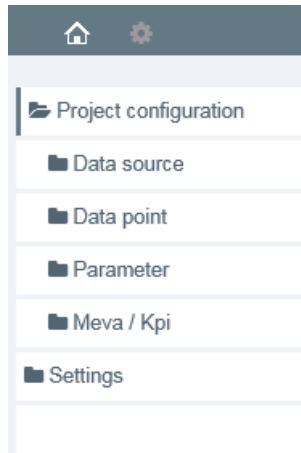 Project configuration
Data source
Data point
Parameter
Meva / Kpi
Settings